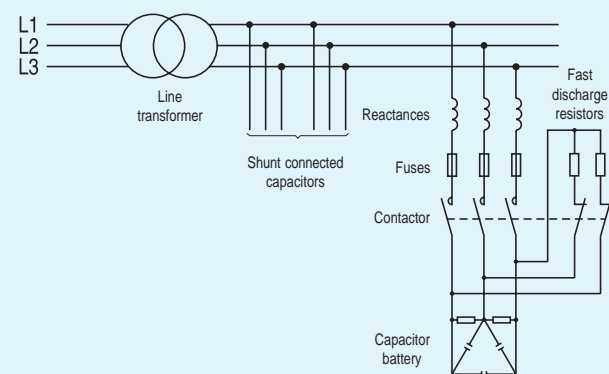 L1
L2
L3
Line
transformer
Shunt connected
capacitors
Reactances
Fuses
Contactor
Fast
discharge
resistors
Capacitor
battery